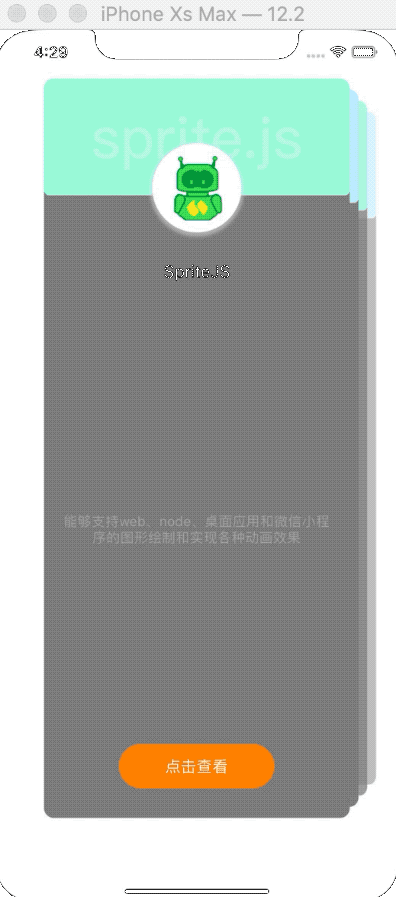 iPhone Xs Max — 12.2
4:29
sprite.js
SpriteJS
能够支持web、node、桌面应用和微信小程
序的图形绘制和实现各种动画效果
点击查看